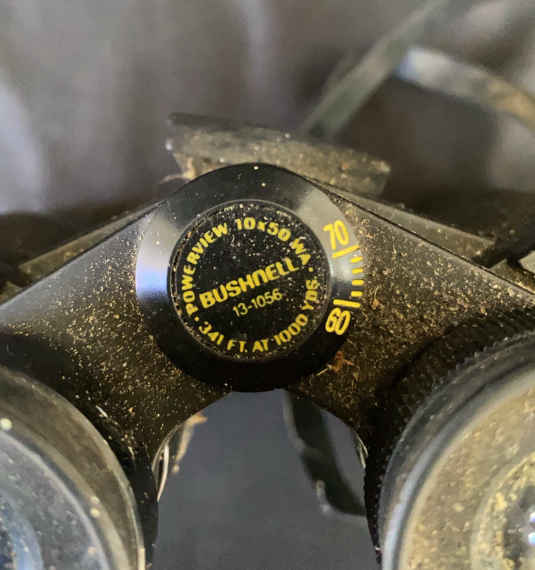 • POWERVIEW 10x50 WA •
BUSHNELL
13-1056
341 FT. AT 1000 YDS.
70
80